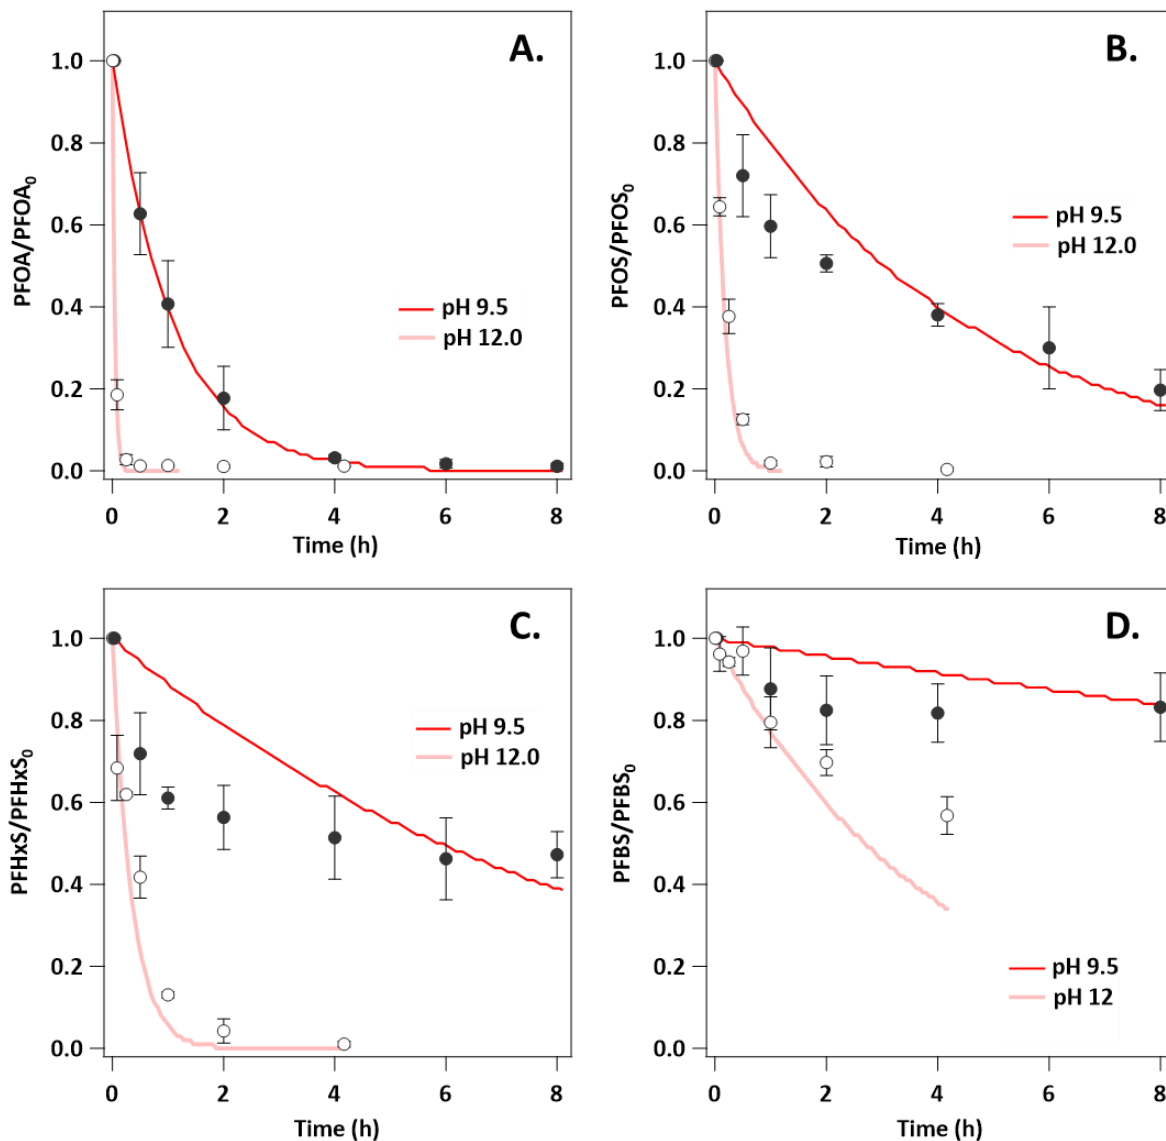 A.
1.0
0.8
0.6
0.4
0.2
0.0
PFOA/PFOA₀
pH 9.5
pH 12.0
0 2 4 6 8
Time (h)
B.
1.0
0.8
0.6
0.4
0.2
0.0
PFOS/PFOS₀
pH 9.5
pH 12.0
0 2 4 6 8
Time (h)
C.
1.0
0.8
0.6
0.4
0.2
0.0
PFHxS/PFHxS₀
pH 9.5
pH 12.0
0 2 4 6 8
Time (h)
D.
1.0
0.8
0.6
0.4
0.2
0.0
PFBS/PFBS₀
pH 9.5
pH 12
0 2 4 6 8
Time (h)